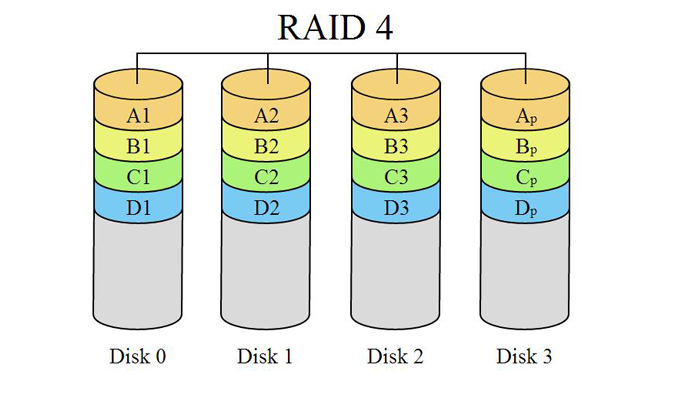 RAID 4
A1 A2 A3 Ap
B1 B2 B3 Bp
C1 C2 C3 Cp
D1 D2 D3 Dp
Disk 0 Disk 1 Disk 2 Disk 3